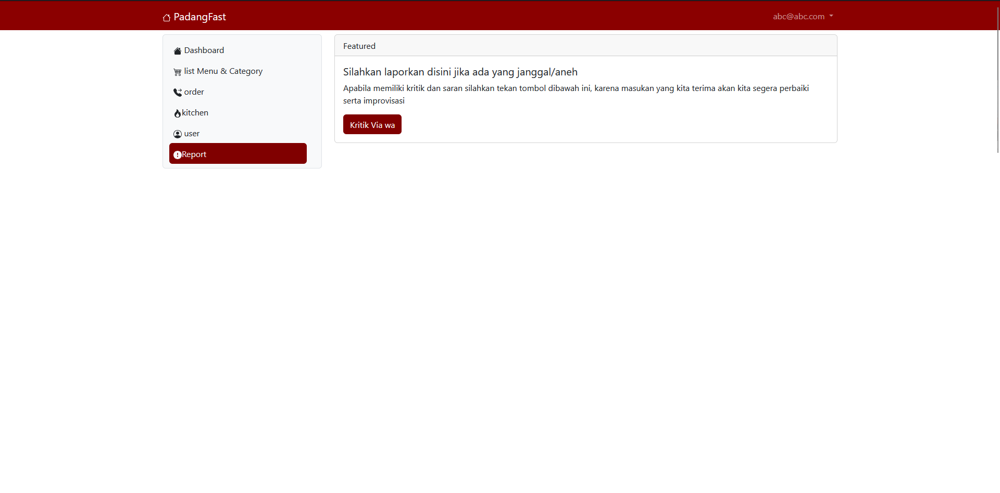 PadangFast
abc@abc.com
Dashboard
list Menu & Category
order
kitchen
user
Report
Featured
Silahkan laporkan disini jika ada yang janggal/aneh
Apabila memiliki kritik dan saran silahkan tekan tombol dibawah ini, karena masukan yang kita terima akan kita segera perbaiki
serta improvisasi
Kritik Via wa